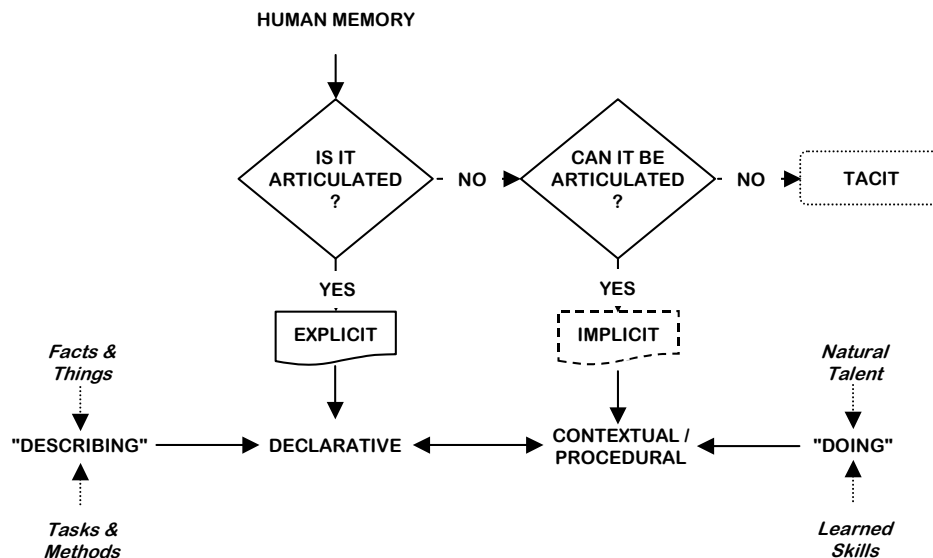 HUMAN MEMORY
IS IT
ARTICULATED
?
NO
CAN IT BE
ARTICULATED
?
NO
TACIT
YES
YES
EXPLICIT
IMPLICIT
Facts &
Things
Natural
Talent
"DESCRIBING"
DECLARATIVE
CONTEXTUAL /
PROCEDURAL
"DOING"
Tasks &
Methods
Learned
Skills